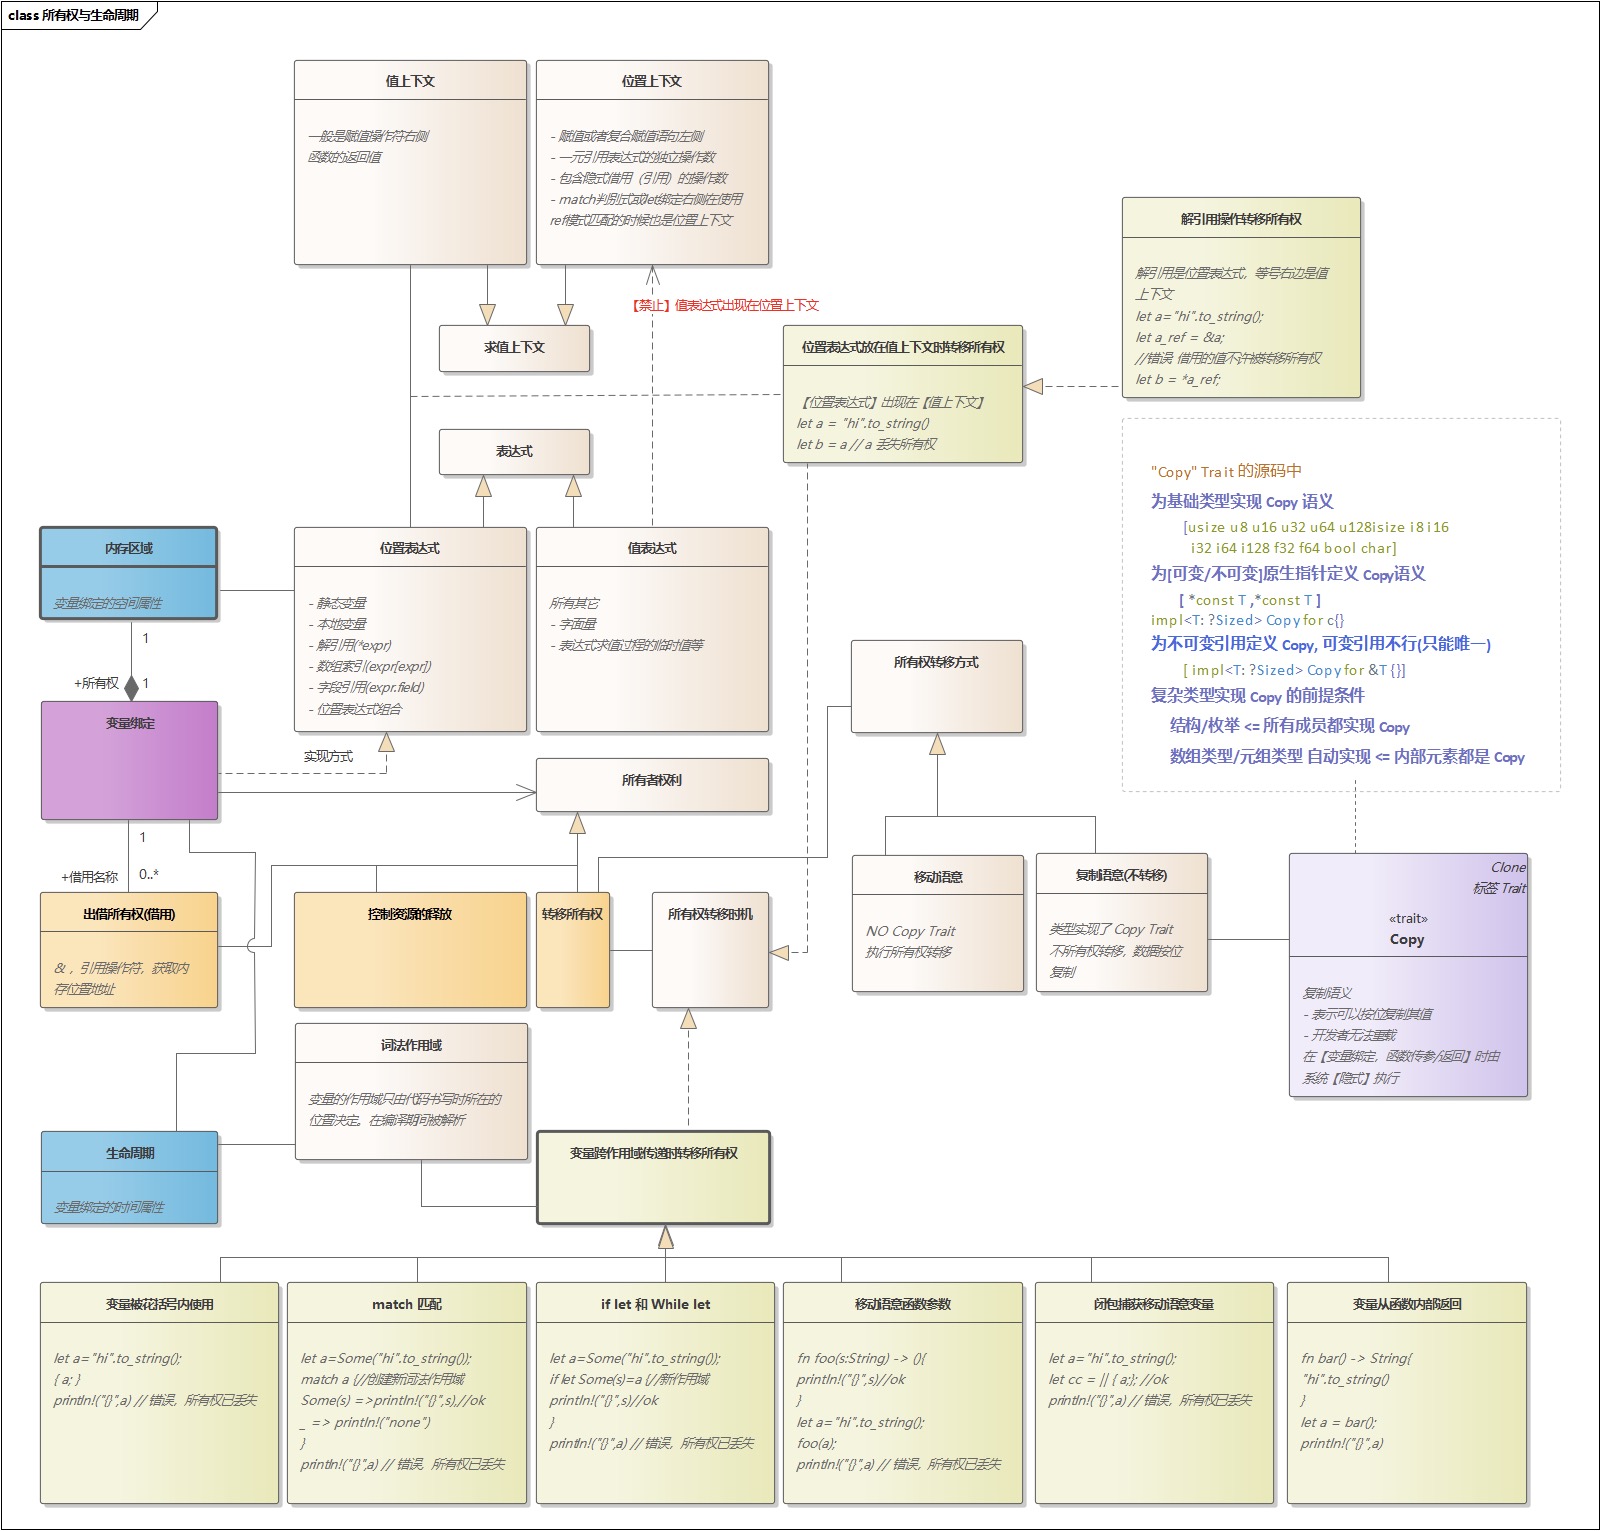 class 所有权与生命周期
值上下文
一般是赋值操作符右侧
函数的返回值
位置上下文
- 赋值或者复合赋值语句左侧
- 一元引用表达式的独立操作数
- 包含隐式借用（引用）的操作数
- match判别式或let绑定右侧在使用
ref模式匹配的时候也是位置上下文
解引用操作转移所有权
解引用是位置表达式，等号右边是值
上下文
let a="hi".to_string();
let a_ref = &a;
//错误: 借用的值不许被转移所有权
let b = *a_ref;
【禁止】值表达式出现在位置上下文
求值上下文
位置表达式放在值上下文时转移所有权
【位置表达式】出现在【值上下文】
let a = "hi".to_string()
let b = a // a 丢失所有权
表达式
"Copy" Trait 的源码中
为基础类型实现 Copy 语义
[usize u8 u16 u32 u64 u128isize i8 i16
i32 i64 i128 f32 f64 bool char]
为[可变/不可变]原生指针定义 Copy语义
[ *const T ,*const T ]
impl<T: ?Sized> Copy for c{}
为不可变引用定义 Copy, 可变引用不行(只能唯一)
[ impl<T: ?Sized> Copy for &T {}]
复杂类型实现 Copy 的前提条件
结构/枚举 <= 所有成员都实现 Copy
数组类型/元组类型 自动实现 <= 内部元素都是 Copy
内存区域
变量绑定的空间属性
位置表达式
- 静态变量
- 本地变量
- 解引用(*expr)
- 数组索引(expr[expr])
- 字段引用(expr.field)
- 位置表达式组合
值表达式
所有其它
- 字面量
- 表达式求值过程的临时值等
1
+所有权
1
变量绑定
实现方式
所有者权利
所有权转移方式
1
+借用名称
0..*
出借所有权(借用)
& ，引用操作符，获取内
存位置地址
控制资源的释放
转移所有权
所有权转移时机
移动语意
NO Copy Trait
执行所有权转移
复制语意(不转移)
类型实现了 Copy Trait
不所有权转移，数据按位
复制
Clone
标签 Trait
«trait»
Copy
复制语义
- 表示可以按位复制其值
- 开发者无法重载
在【变量绑定，函数传参/返回】时由
系统【隐式】执行
词法作用域
变量的作用域只由代码书写时所在的
位置决定。在编译期间被解析
生命周期
变量绑定的时间属性
变量跨作用域传递时转移所有权
变量被花括号内使用
let a="hi".to_string();
{ a; }
println!("{}",a) // 错误，所有权已丢失
match 匹配
let a=Some("hi".to_string());
match a {//创建新词法作用域
Some(s) =>println!("{}",s),//ok
_ => println!("none")
}
println!("{}",a) // 错误，所有权已丢失
if let 和 While let
let a=Some("hi".to_string());
if let Some(s)=a {//新作用域
println!("{}",s)//ok
}
println!("{}",a) // 错误，所有权已丢失
移动语意函数参数
fn foo(s:String) -> (){
println!("{}",s)//ok
}
let a="hi".to_string();
foo(a);
println!("{}",a) // 错误，所有权已丢失
闭包捕获移动语意变量
let a="hi".to_string();
let cc = || { a;}; //ok
println!("{}",a) // 错误，所有权已丢失
变量从函数内部返回
fn bar() -> String{
"hi".to_string()
}
let a = bar();
println!("{}",a)